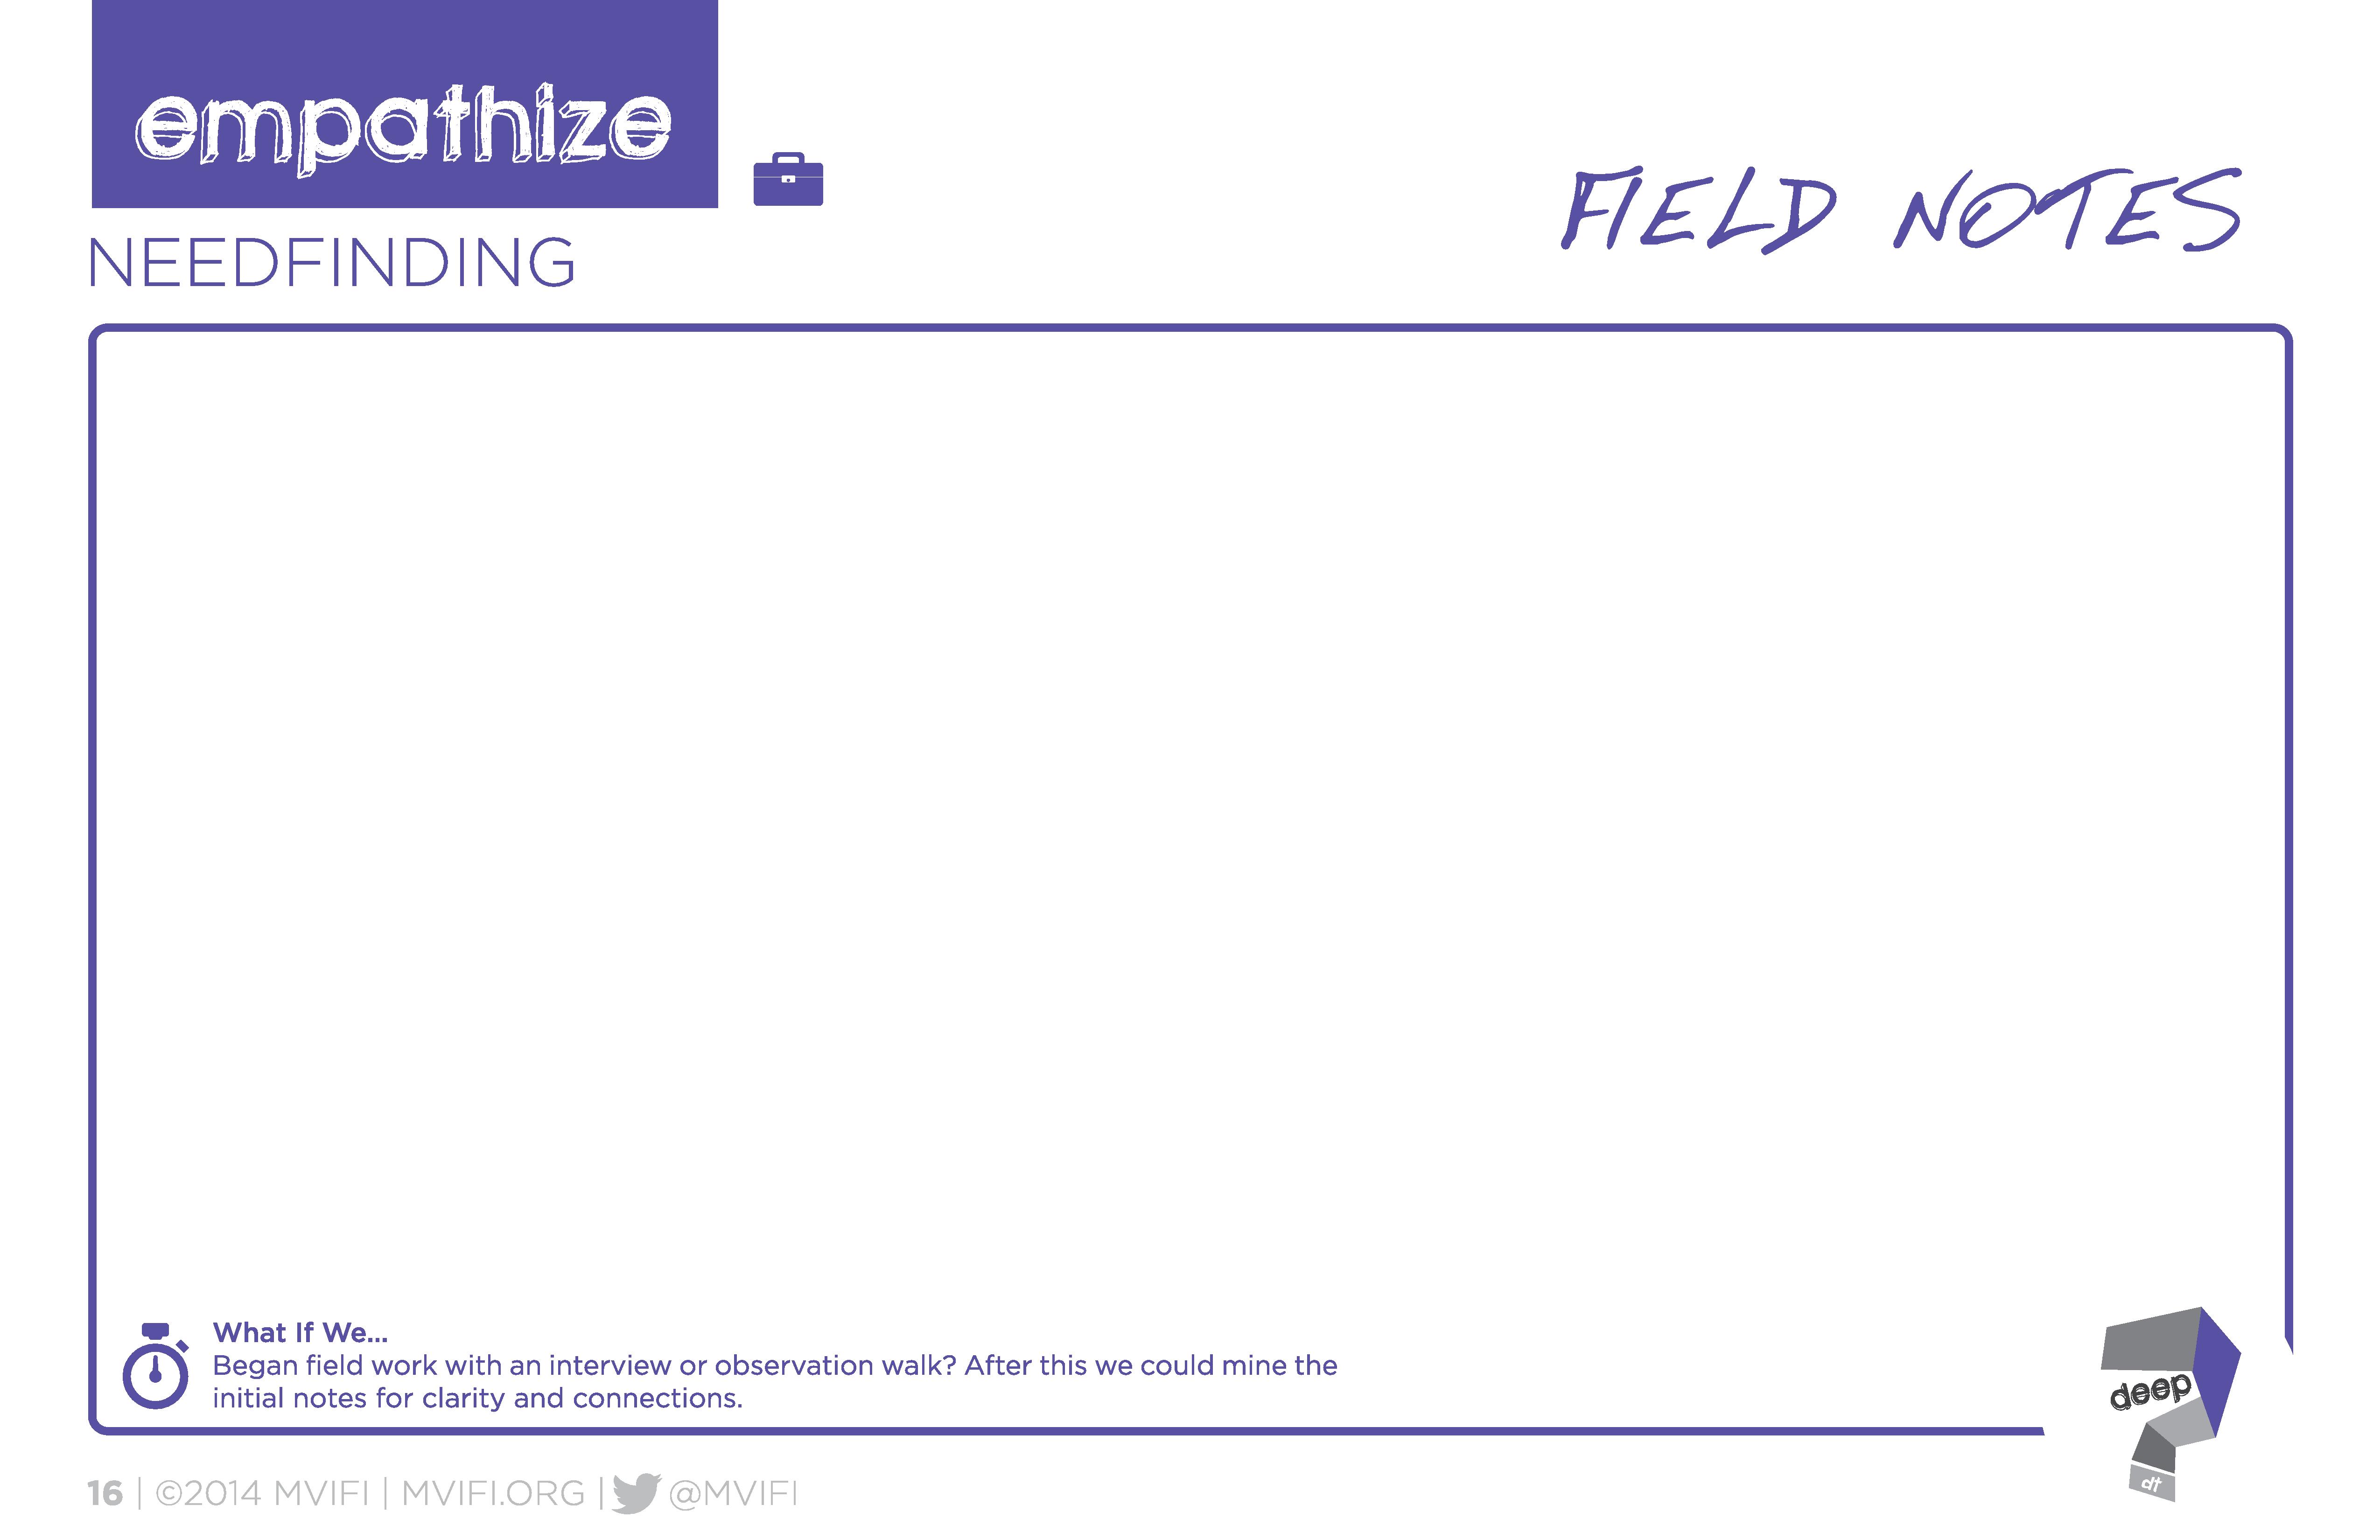 empathize
NEEDFINDING
FIELD NOTES
What If We...
Began field work with an interview or observation walk? After this we could mine the
initial notes for clarity and connections.
deep
dt
16 | ©2014 MVIFI | MVIFI.ORG | @MVIFI